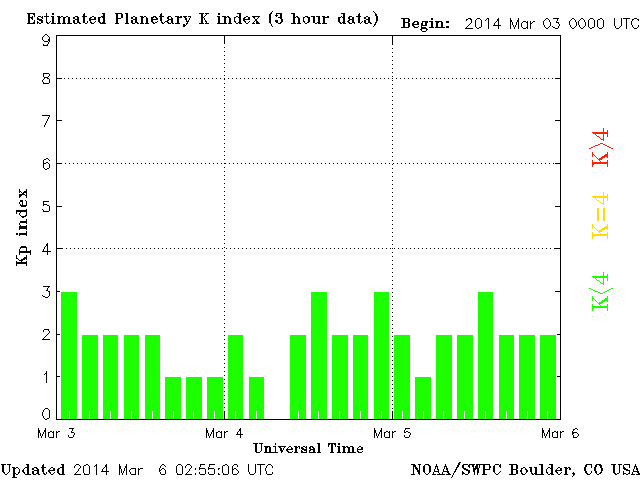 Estimated Planetary K index (3 hour data)
Begin: 2014 Mar 03 0000 UTC
9
8
7
6
5
4
3
2
1
0
Kp index
K>4
K=4
K<4
Mar 3
Mar 4
Mar 5
Mar 6
Universal Time
Updated 2014 Mar 6 02:55:06 UTC
NOAA/SWPC Boulder, CO USA